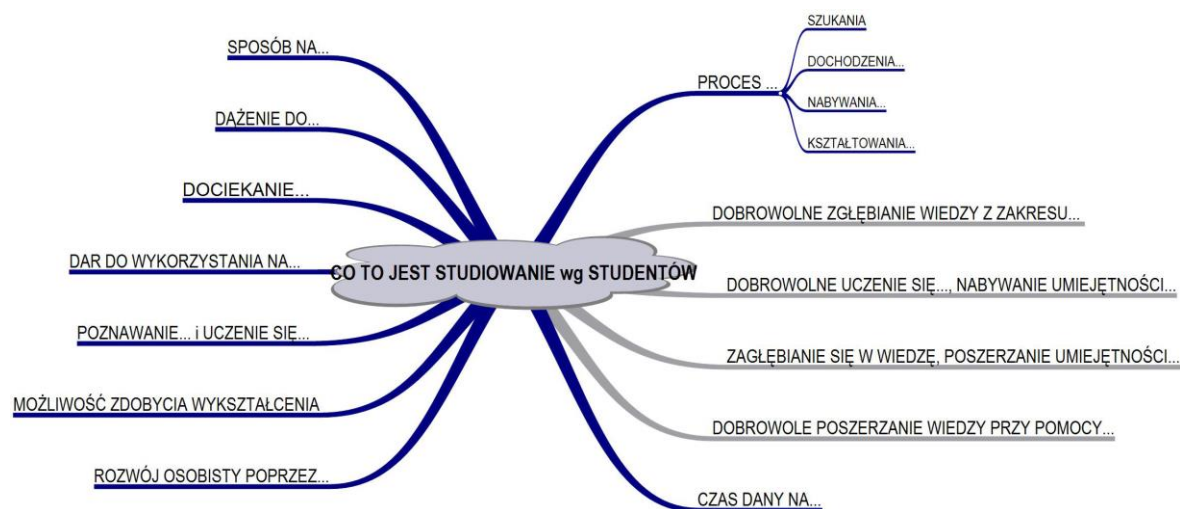 SPOSÓB NA...
DĄŻENIE DO...
DOCIEKANIE...
DAR DO WYKORZYSTANIA NA...
POZNAWANIE... i UCZENIE SIĘ...
MOŻLIWOŚĆ ZDOBYCIA WYKSZTAŁCENIA
ROZWÓJ OSOBISTY POPRZEZ...
CO TO JEST STUDIOWANIE wg STUDENTÓW
PROCES ...
SZUKANIA
DOCHODZENIA...
NABYWANIA...
KSZTAŁTOWANIA...
DOBROWOLNE ZGŁĘBIANIE WIEDZY Z ZAKRESU...
DOBROWOLNE UCZENIE SIĘ..., NABYWANIE UMIEJĘTNOŚCI...
ZAGŁĘBIANIE SIĘ W WIEDZĘ, POSZERZANIE UMIEJĘTNOŚCI...
DOBROWOLE POSZERZANIE WIEDZY PRZY POMOCY...
CZAS DANY NA...